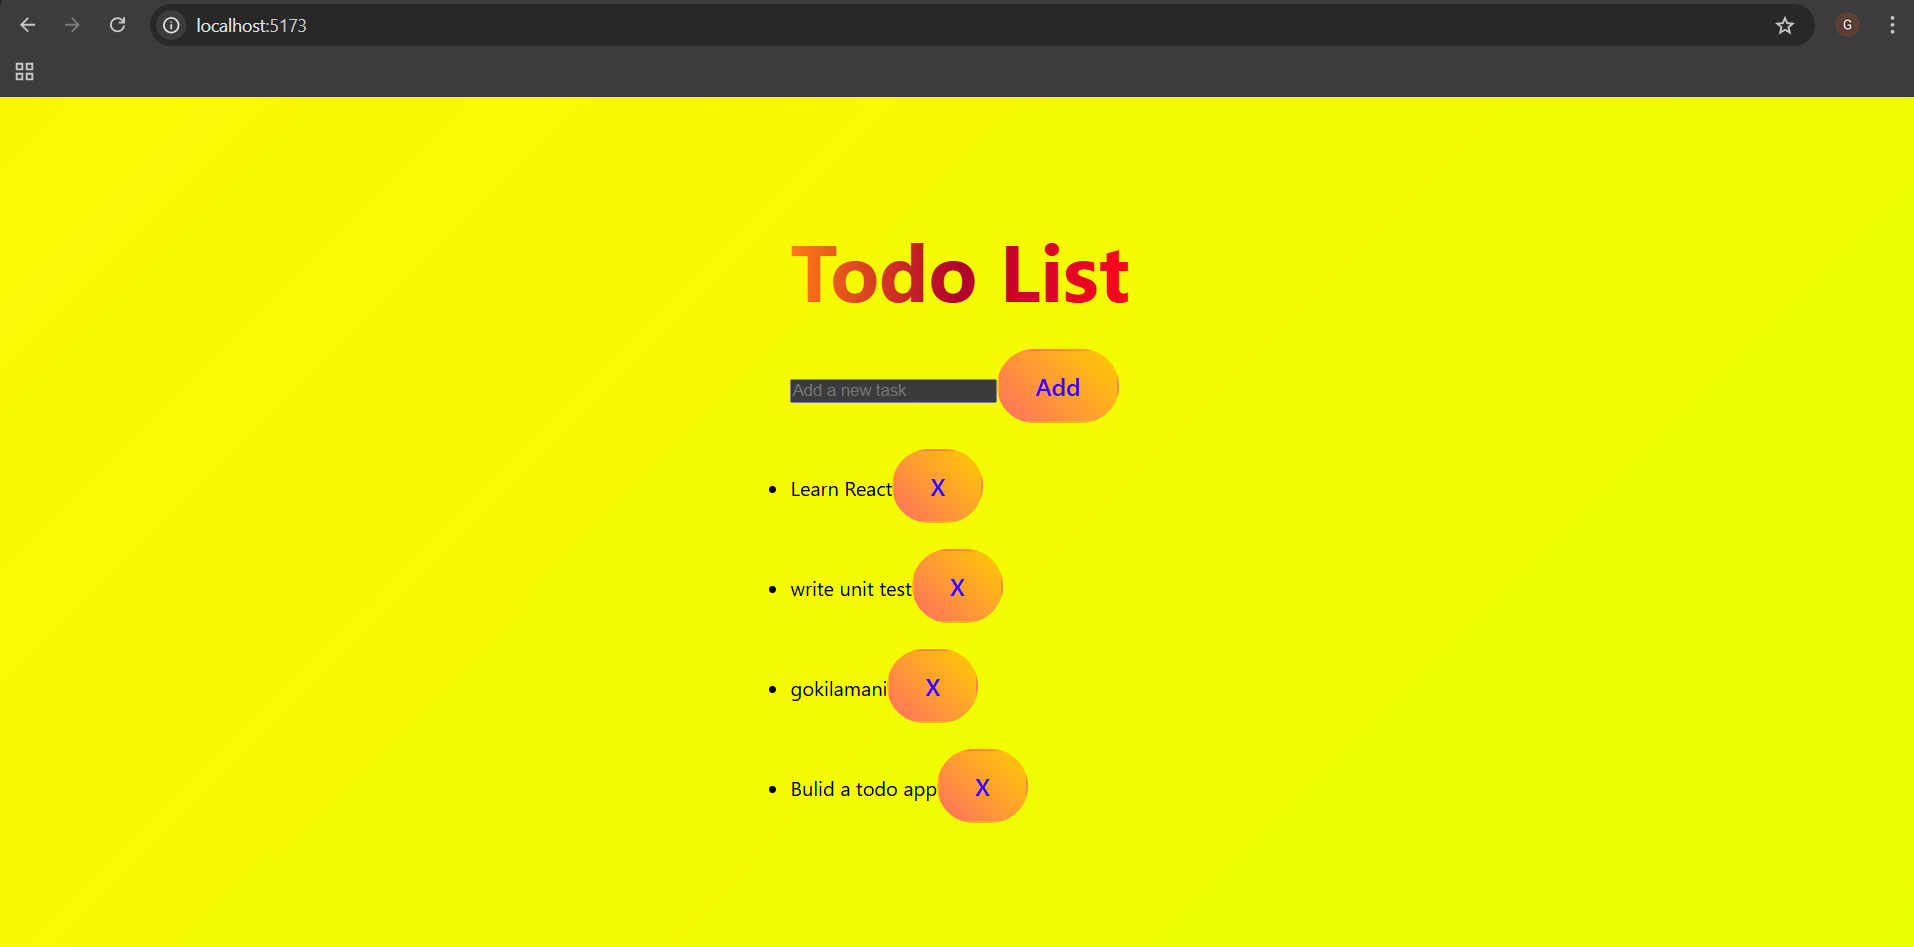 localhost:5173
G
Todo List
Add a new task Add
Learn React X
write unit test X
gokilamani X
Bulid a todo app X